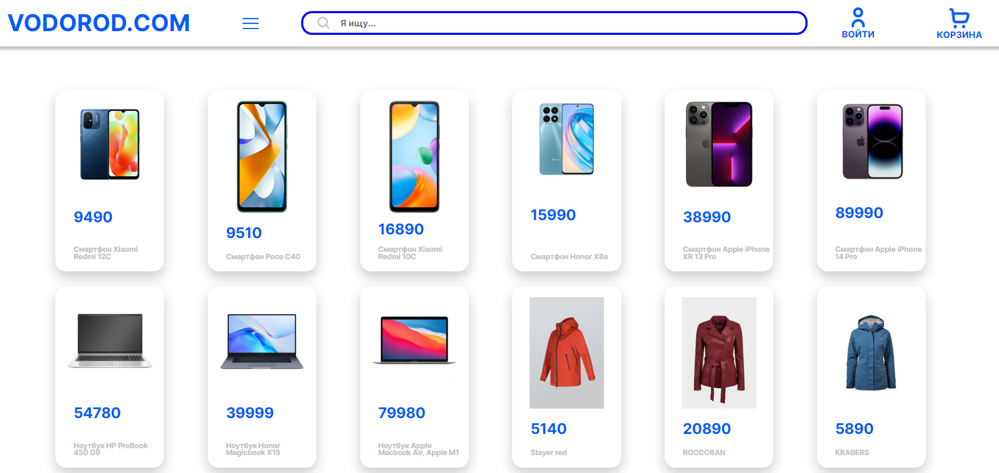 VODOROD.COM
Я ищу...
ВОЙТИ
КОРЗИНА
9490
Смартфон Xiaomi
Redmi 12C
9510
Смартфон Poco C40
16890
Смартфон Xiaomi
Redmi 10C
15990
Смартфон Honor X8a
38990
Смартфон Apple iPhone
XR 13 Pro
89990
Смартфон Apple iPhone
14 Pro
54780
Ноутбук HP ProBook
450 G9
39999
Ноутбук Honor
Magicbook X15
79980
Ноутбук Apple
Macbook Air, Apple M1
5140
Stayer red
20890
ROCCOBAN
5890
KRABERS